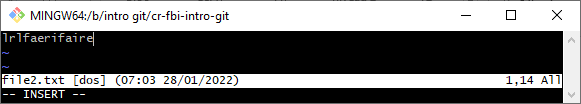 MINGW64:/b/intro git/cr-fbi-intro-git
lrlfaerifaire
~
~
file2.txt [dos] (07:03 28/01/2022) 1,14 All
-- INSERT --